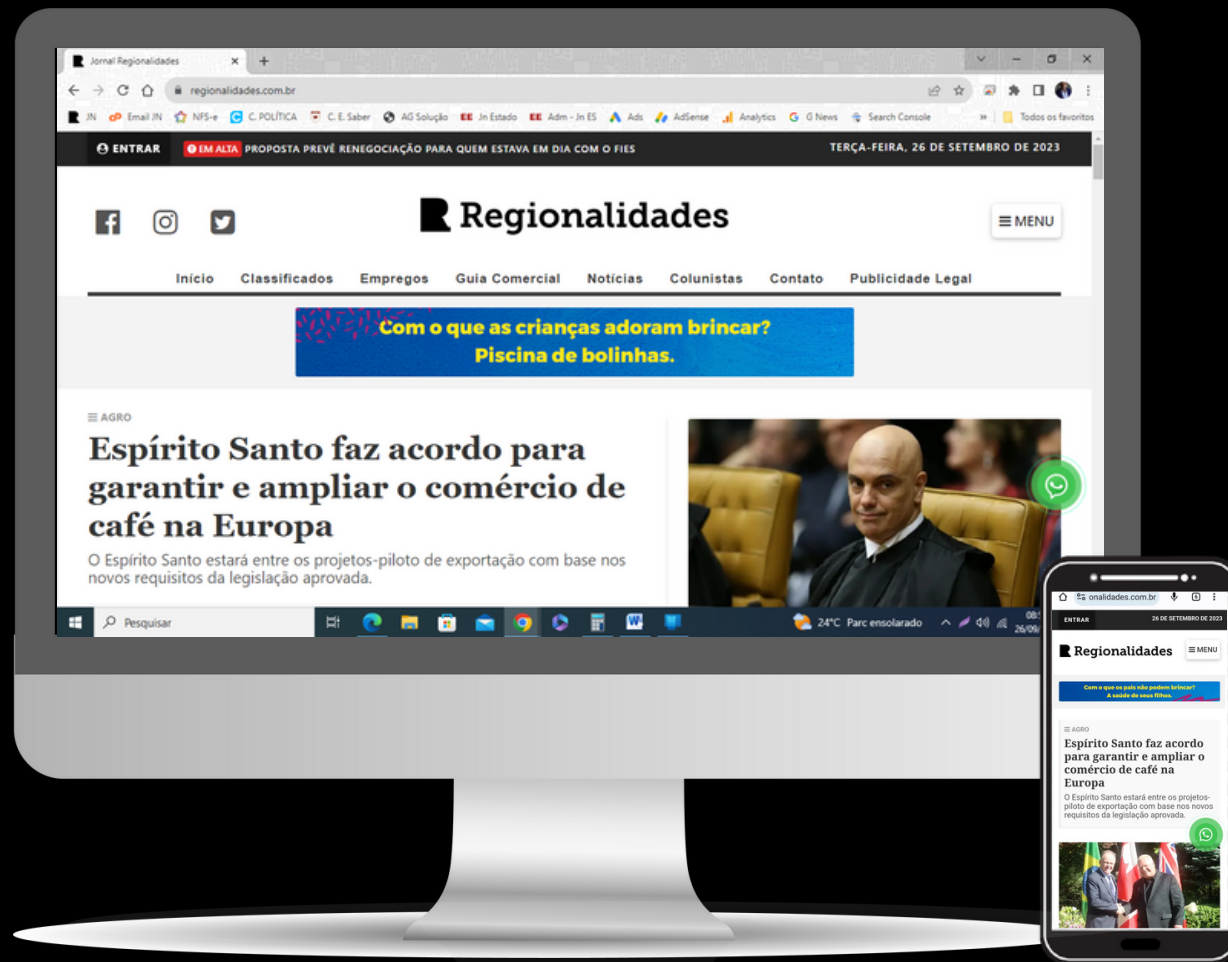 Jornal Regionalidades
regionalidades.com.br
JN Email JN NFS-e C. POLÍTICA C. E. Saber AG Solução EE Jn Estado EE Adm - Jn ES Ads AdSense Analytics G News Search Console » Todos os favoritos
ENTRAR EM ALTA PROPOSTA PREVÊ RENEGOCIAÇÃO PARA QUEM ESTAVA EM DIA COM O FIES TERÇA-FEIRA, 26 DE SETEMBRO DE 2023
Regionalidades
MENU
Início Classificados Empregos Guia Comercial Notícias Colunistas Contato Publicidade Legal
Com o que as crianças adoram brincar?
Piscina de bolinhas.
AGRO
Espírito Santo faz acordo para
garantir e ampliar o comércio de
café na Europa
O Espírito Santo estará entre os projetos-piloto de exportação com base nos
novos requisitos da legislação aprovada.
Pesquisar
24°C Parc ensolarado
onalidades.com.br
ENTRAR 26 DE SETEMBRO DE 2023
Regionalidades MENU
Com o que os pais não podem brincar?
A saúde de seus filhos.
AGRO
Espírito Santo faz acordo
para garantir e ampliar o
comércio de café na
Europa
O Espírito Santo estará entre os projetos-
piloto de exportação com base nos novos
requisitos da legislação aprovada.